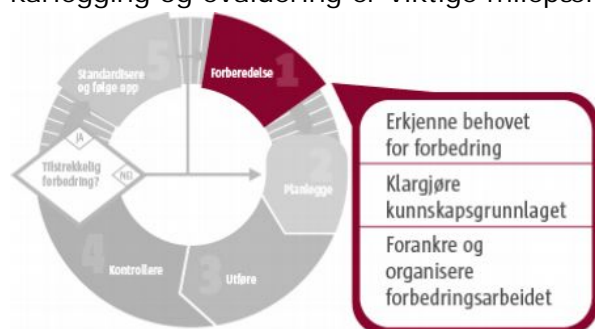 kartlegging og evaluering er viktige milepæl
5
Standardisere
og følge opp
1
Forberedelse
JA
Tilstrekkelig
forbedring?
NEI
2
Planlegge
4
Kontrollere
3
Utføre
Erkjenne behovet
for forbedring
Klargjøre
kunnskapsgrunnlaget
Forankre og
organisere
forbedringsarbeidet